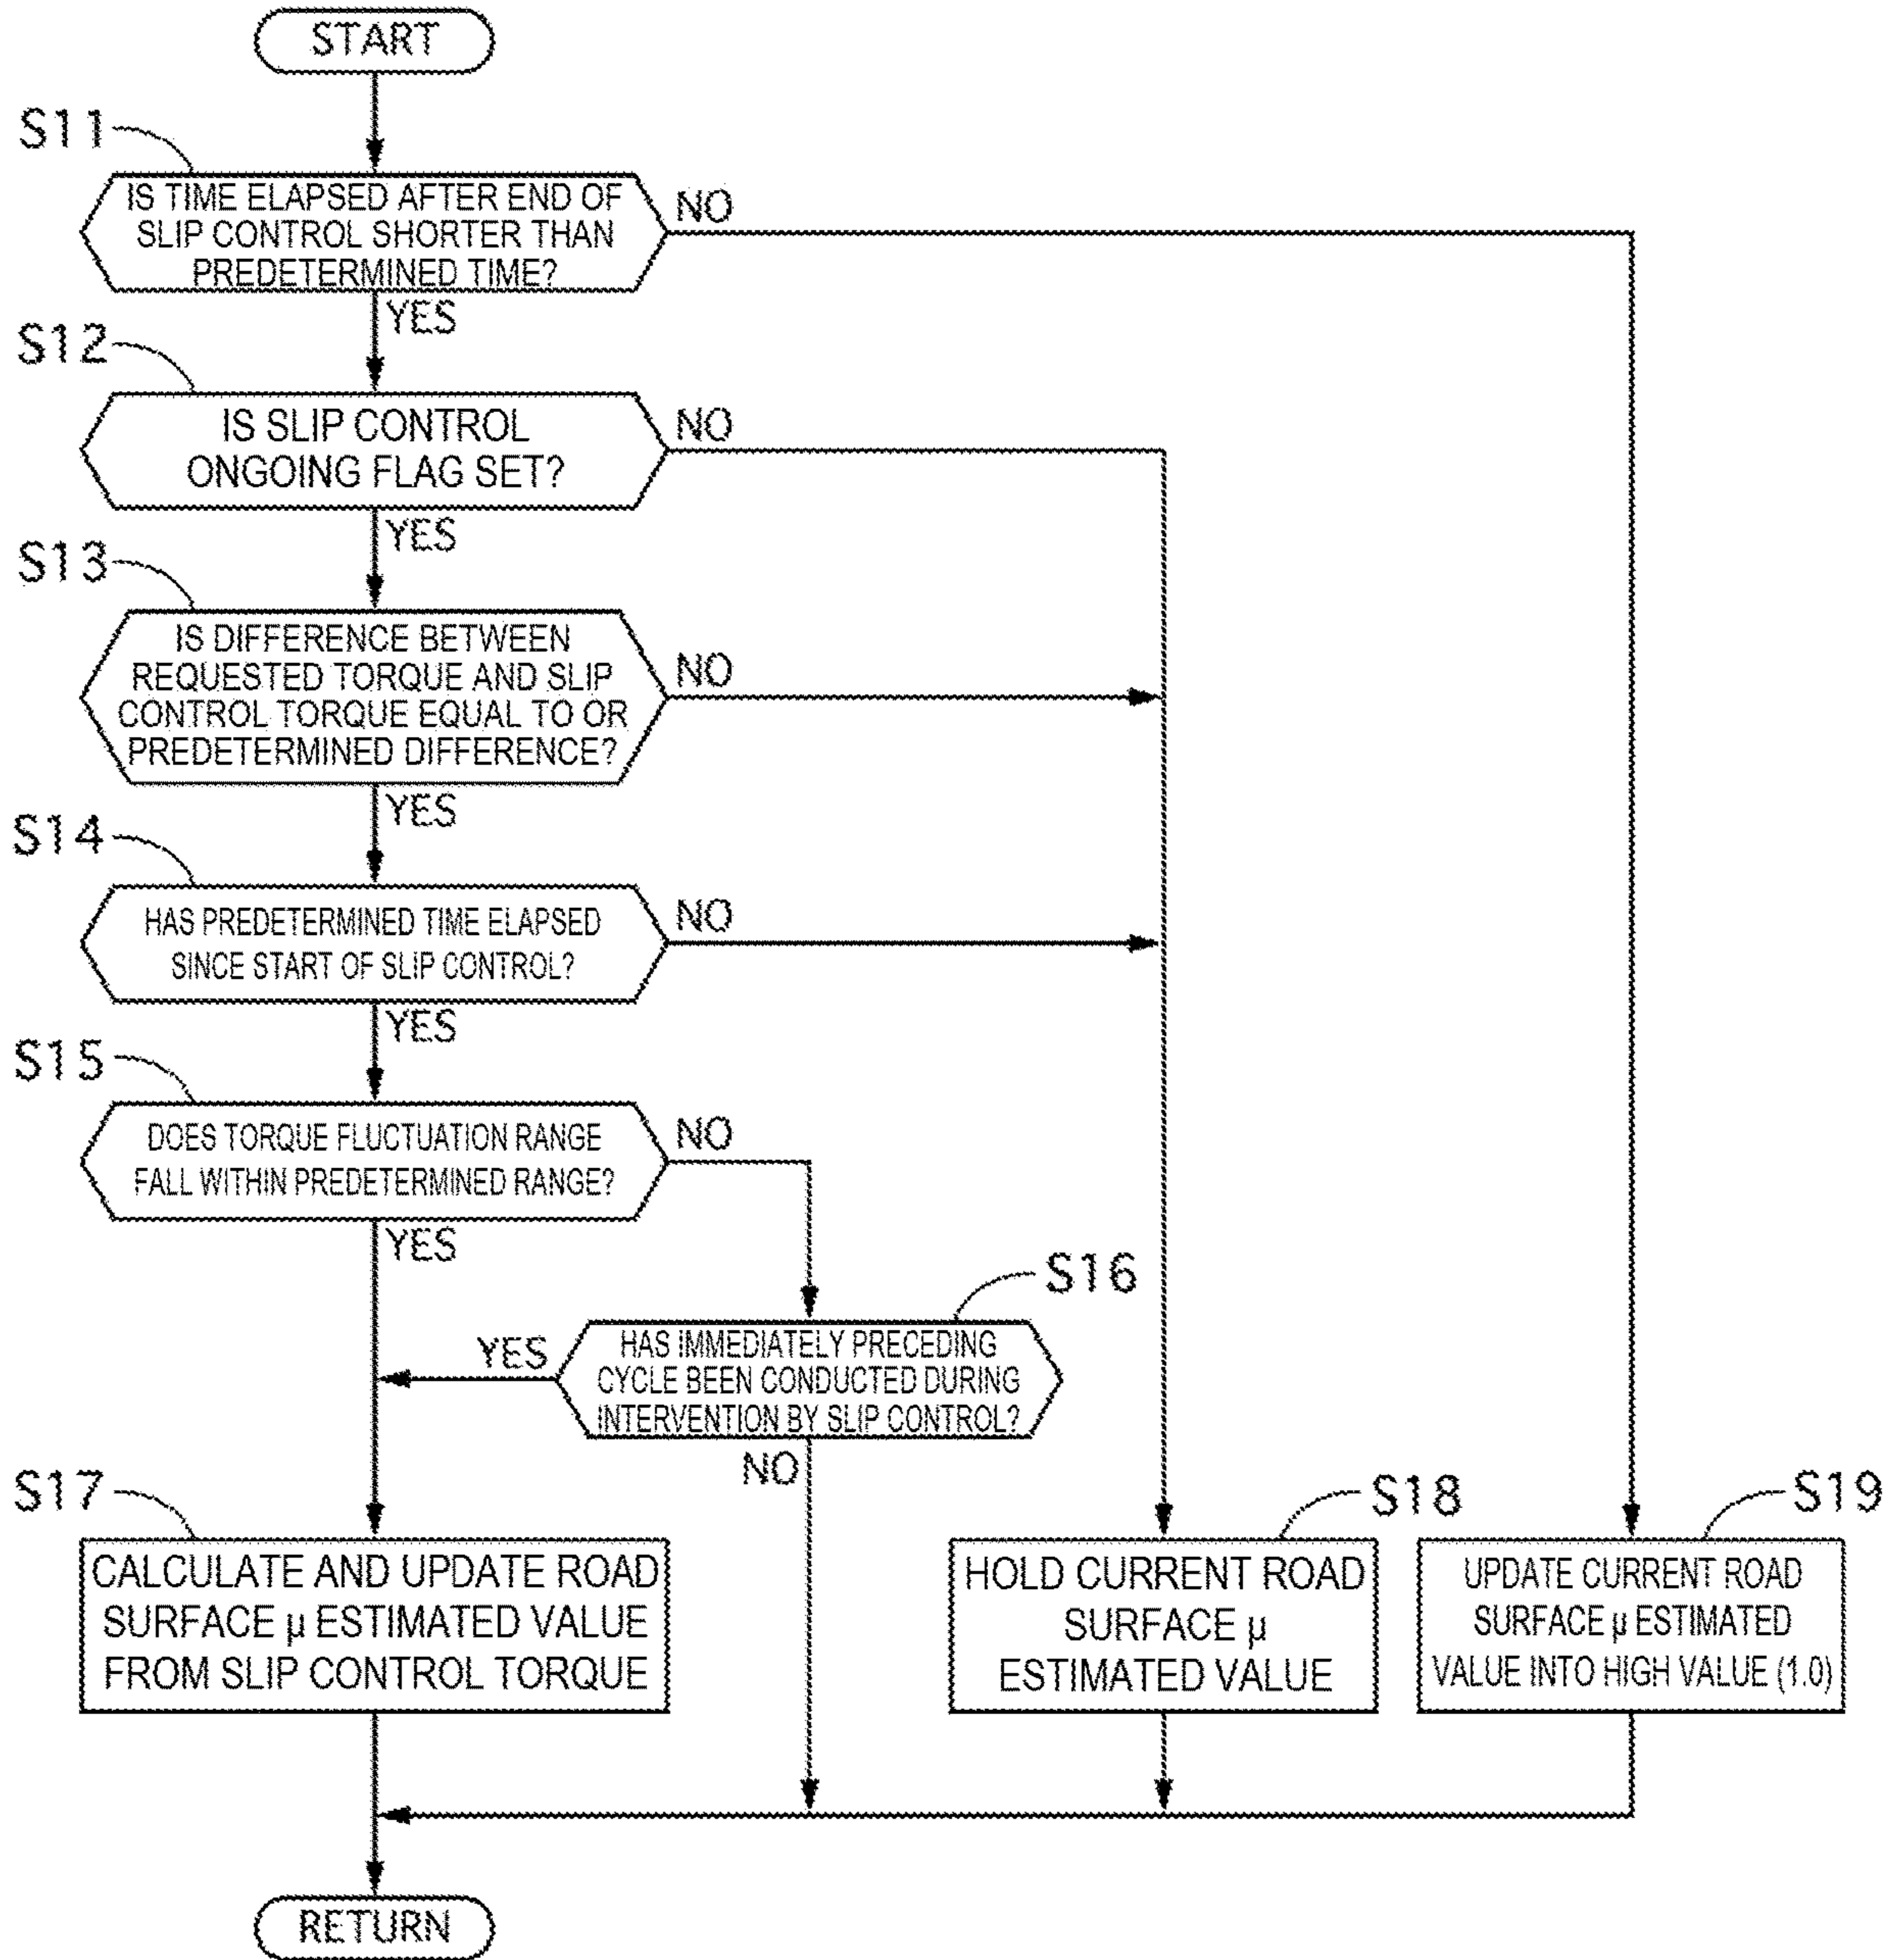 START
S11
IS TIME ELAPSED AFTER END OF
SLIP CONTROL SHORTER THAN
PREDETERMINED TIME?
NO
YES
S12
IS SLIP CONTROL
ONGOING FLAG SET?
NO
YES
S13
IS DIFFERENCE BETWEEN
REQUESTED TORQUE AND SLIP
CONTROL TORQUE EQUAL TO OR
PREDETERMINED DIFFERENCE?
NO
YES
S14
HAS PREDETERMINED TIME ELAPSED
SINCE START OF SLIP CONTROL?
NO
YES
S15
DOES TORQUE FLUCTUATION RANGE
FALL WITHIN PREDETERMINED RANGE?
NO
YES
S16
HAS IMMEDIATELY PRECEDING
CYCLE BEEN CONDUCTED DURING
INTERVENTION BY SLIP CONTROL?
YES
NO
S17
CALCULATE AND UPDATE ROAD
SURFACE μ ESTIMATED VALUE
FROM SLIP CONTROL TORQUE
S18
HOLD CURRENT ROAD
SURFACE μ
ESTIMATED VALUE
S19
UPDATE CURRENT ROAD
SURFACE μ ESTIMATED
VALUE INTO HIGH VALUE (1.0)
RETURN